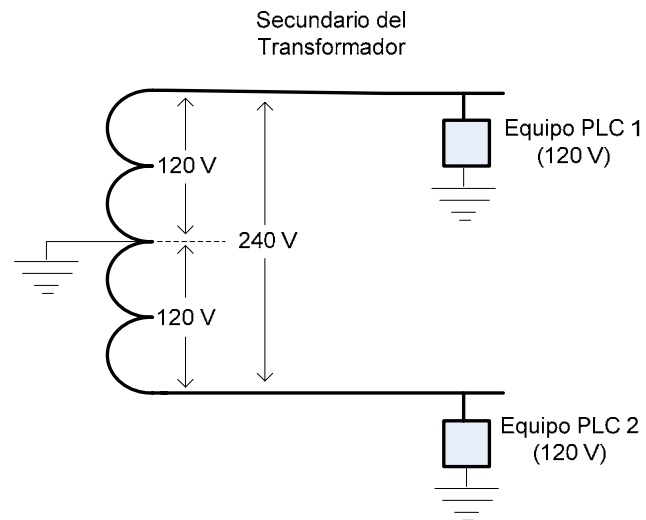 Secundario del
Transformador
Equipo PLC 1
(120 V)
120 V
240 V
120 V
Equipo PLC 2
(120 V)